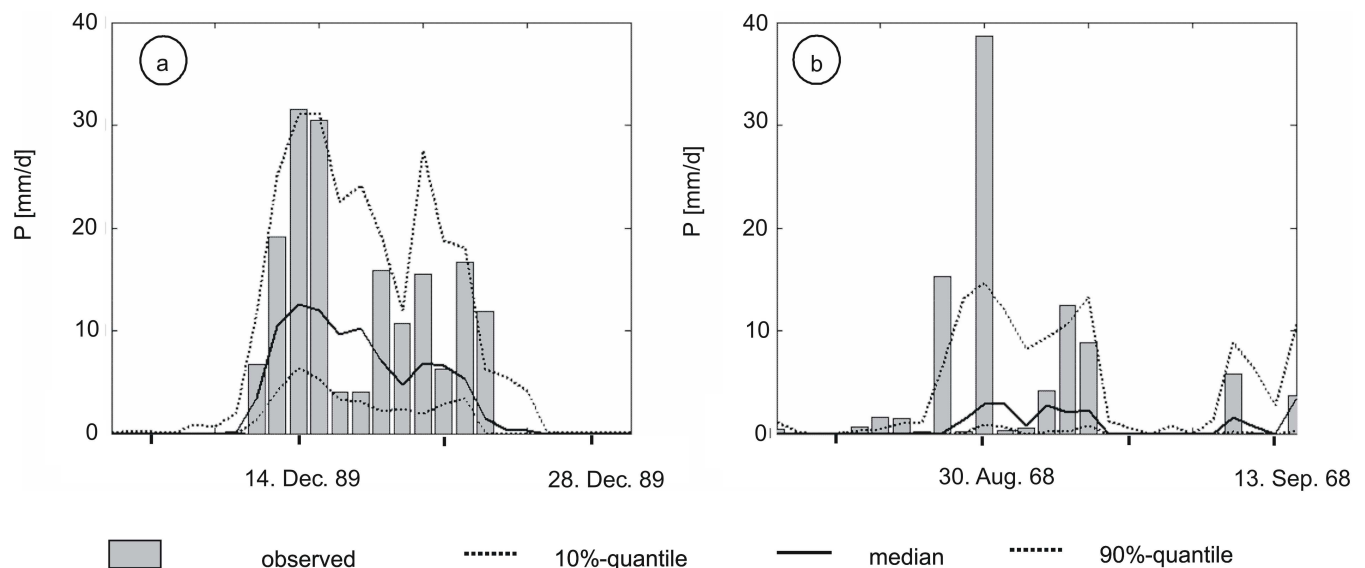 a
P [mm/d]
40
30
20
10
0
14. Dec. 89
28. Dec. 89
b
P [mm/d]
40
30
20
10
0
30. Aug. 68
13. Sep. 68
observed
10%-quantile
median
90%-quantile